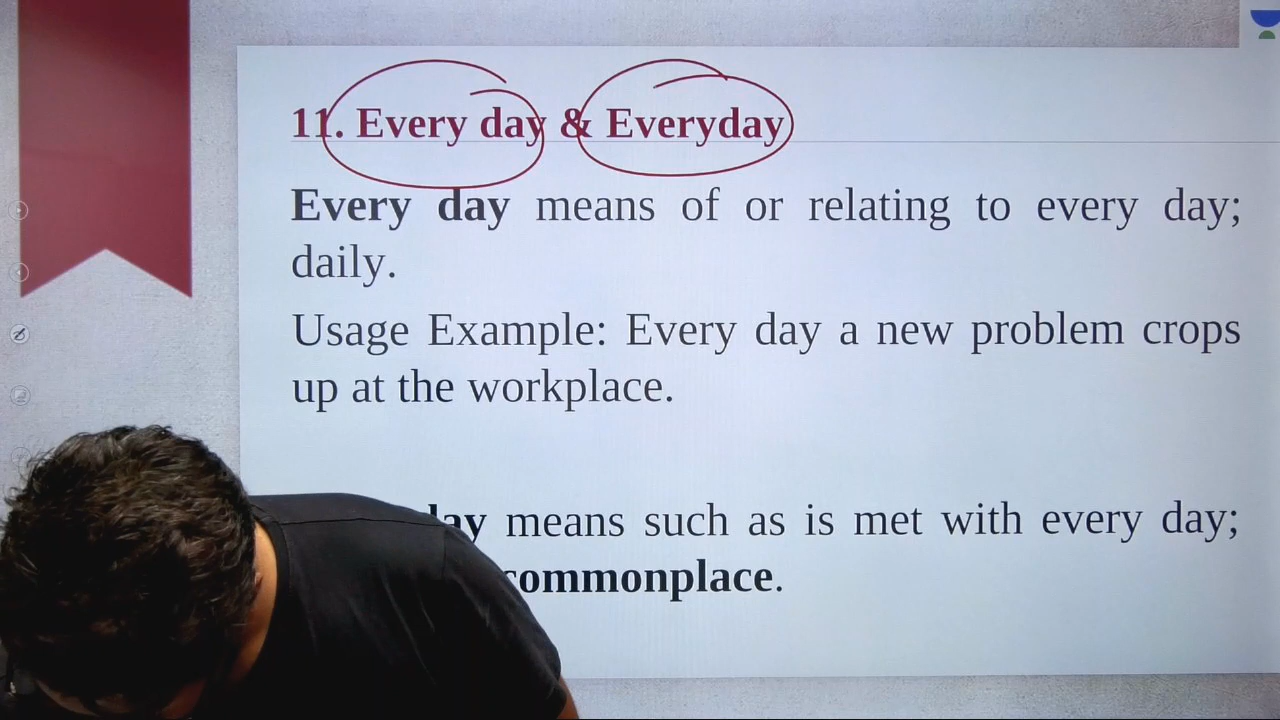 11. Every day & Everyday
Every day means of or relating to every day;
daily.
Usage Example: Every day a new problem crops
up at the workplace.
means such as is met with every day;
commonplace.